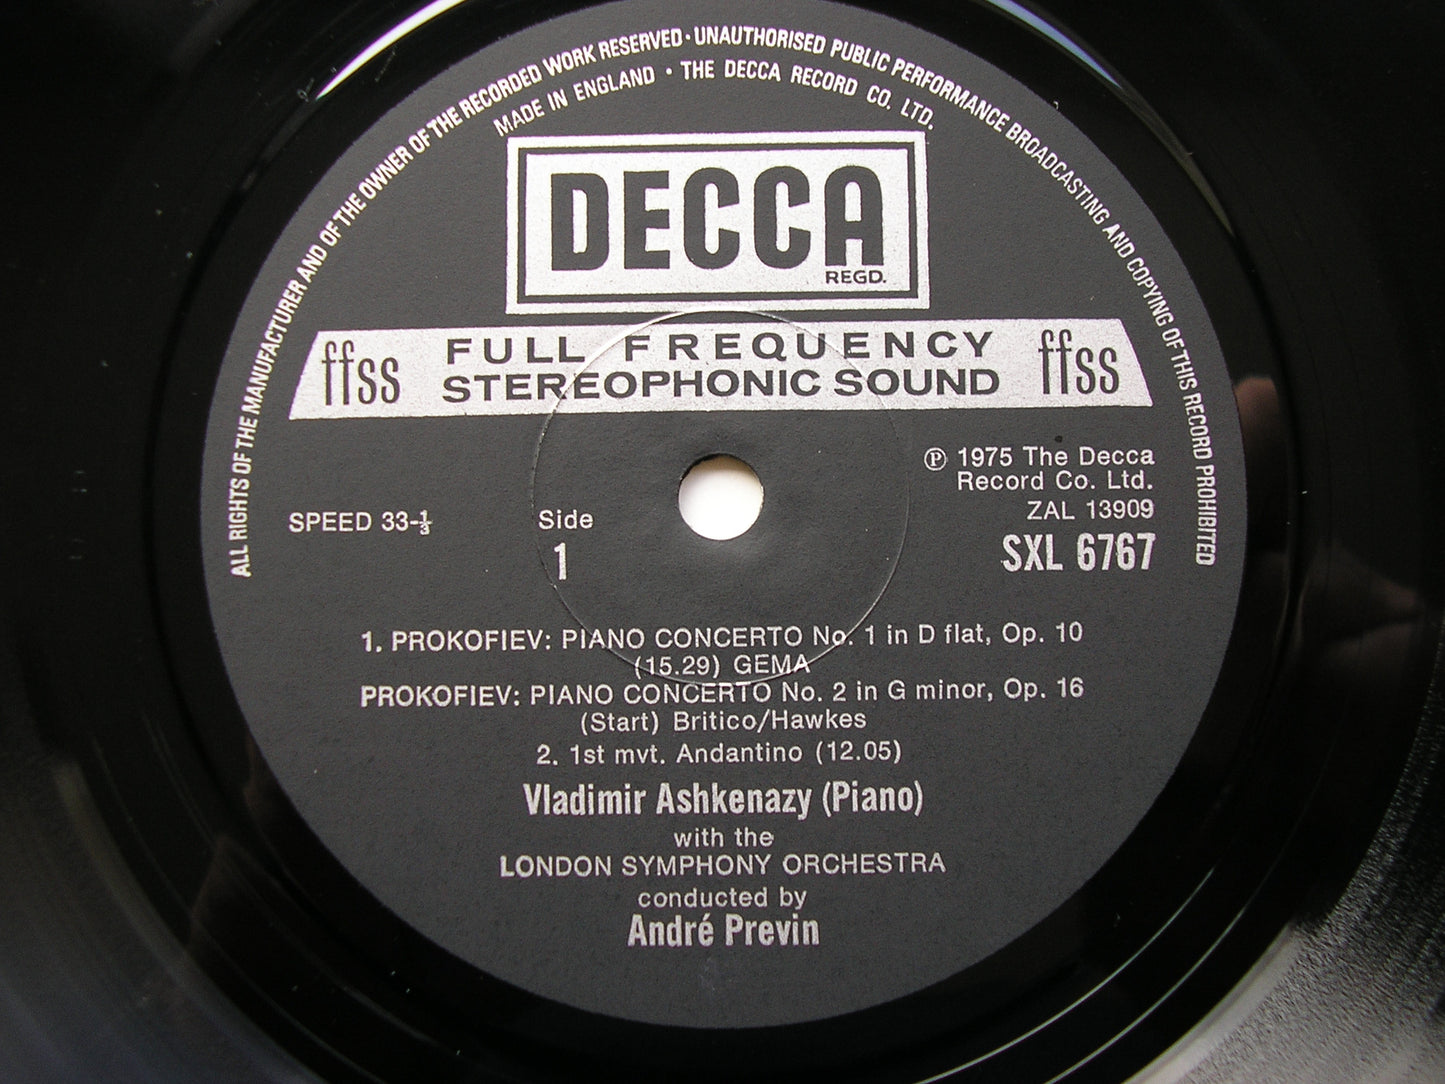 ALL RIGHTS OF THE MANUFACTURER AND OF THE OWNER OF THE RECORDED WORK RESERVED · UNAUTHORISED PUBLIC PERFORMANCE BROADCASTING AND COPYING OF THIS RECORD PROHIBITED
MADE IN ENGLAND • THE DECCA RECORD CO. LTD.
DECCA
REGD.
ffss FULL FREQUENCY ffss
STEREOPHONIC SOUND
℗ 1975 The Decca
Record Co. Ltd.
ZAL 13909
SXL 6767
SPEED 33-⅓
Side
1
1. PROKOFIEV: PIANO CONCERTO No. 1 in D flat, Op. 10
(15.29) GEMA
PROKOFIEV: PIANO CONCERTO No. 2 in G minor, Op. 16
(Start) Britico/Hawkes
2. 1st mvt. Andantino (12.05)
Vladimir Ashkenazy (Piano)
with the
LONDON SYMPHONY ORCHESTRA
conducted by
André Previn